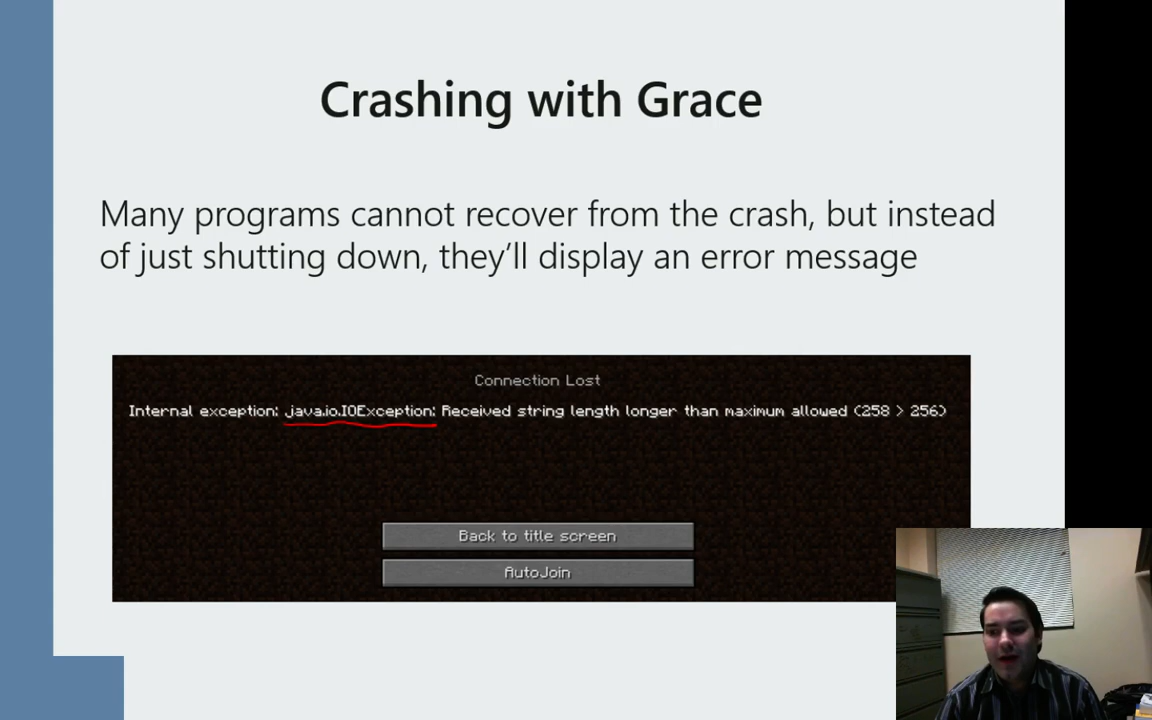 Crashing with Grace
Many programs cannot recover from the crash, but instead
of just shutting down, they'll display an error message
Connection Lost
Internal exception: java.io.IOException: Received string length longer than maximum allowed (258 > 256)
Back to title screen
AutoJoin